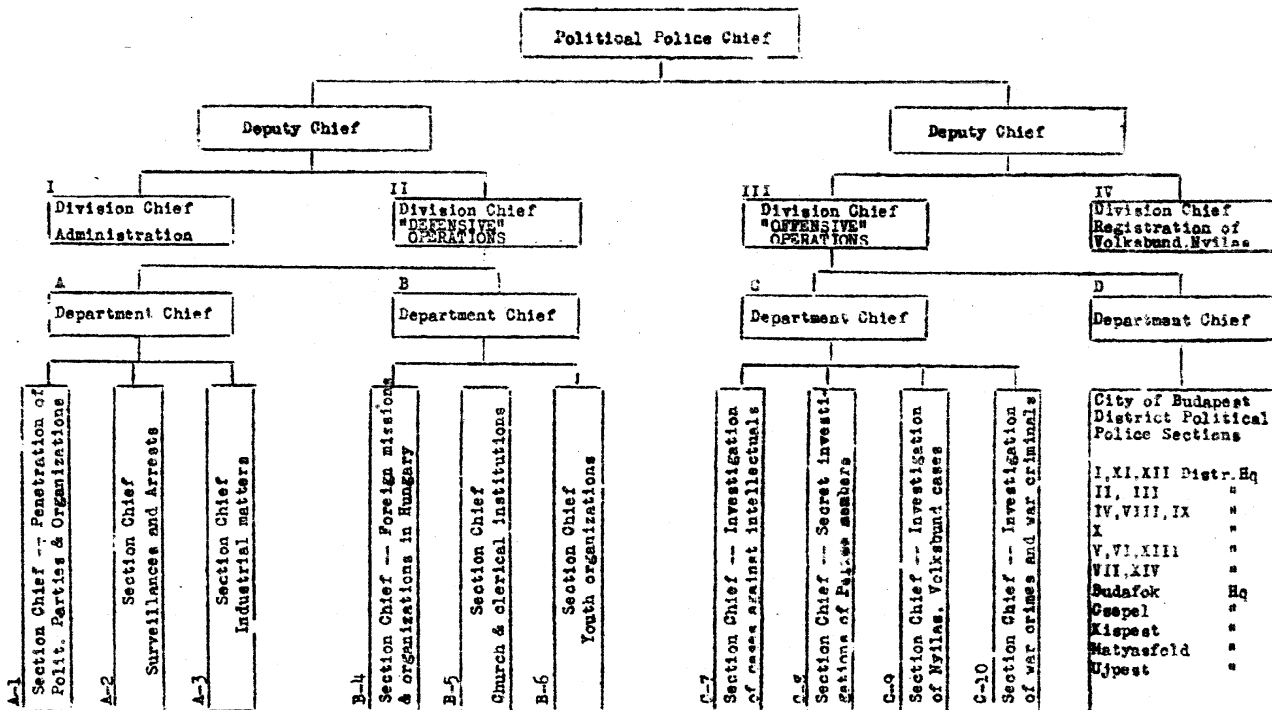 Political Police Chief
Deputy Chief
Deputy Chief
I
Division Chief
Administration
II
Division Chief
"DEFENSIVE"
OPERATIONS
III
Division Chief
"OFFENSIVE"
OPERATIONS
IV
Division Chief
Registration of
Volksbund, Nyilas
A
Department Chief
B
Department Chief
C
Department Chief
D
Department Chief
A-1
Section Chief -- Penetration of
Polit. Parties & Organizations
A-2
Section Chief
Surveillances and Arrests
A-3
Section Chief
Industrial matters
B-4
Section Chief -- Foreign missions
& organizations in Hungary
B-5
Section Chief
Church & clerical institutions
B-6
Section Chief
Youth organizations
C-7
Section Chief -- Investigation
of cases against intellectuals
C-8
Section Chief -- Secret investi-
gations of Police members
C-9
Section Chief -- Investigation
of Nyilas, Volksbund cases
C-10
Section Chief -- Investigation
of war crimes and war criminals
City of Budapest
District Political
Police Sections
I,XI,XII Distr.Hq
II, III "
IV,VIII,IX "
X "
V,VI,XIII "
VII,XIV "
Budafok Hq
Csepel "
Kispest "
Matyasfeld "
Ujpest "